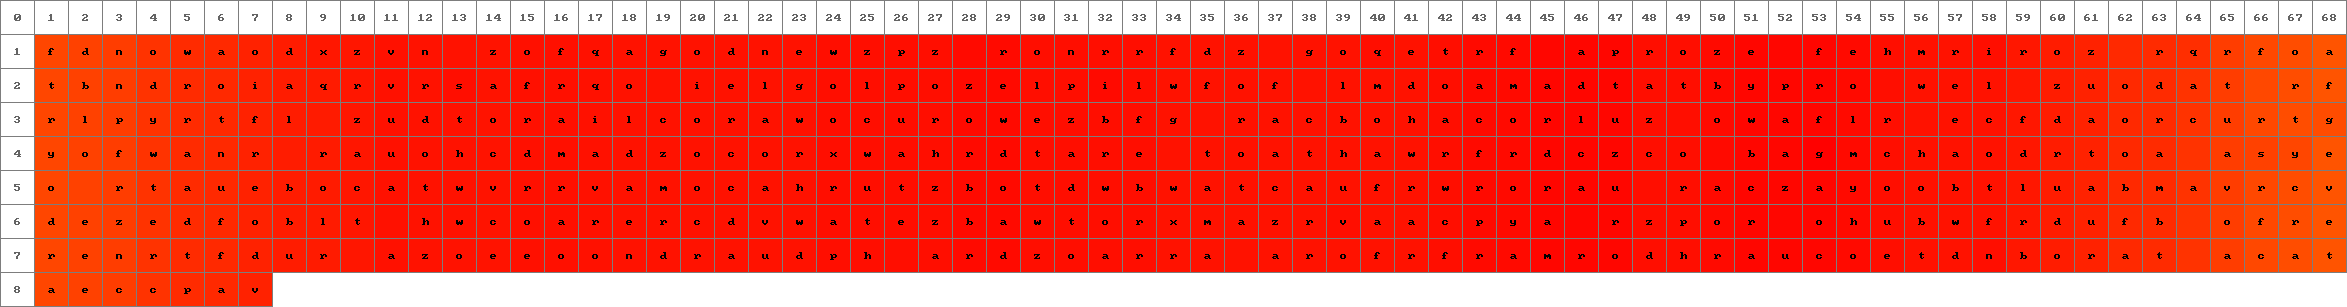 0 1 2 3 4 5 6 7 8 9 10 11 12 13 14 15 16 17 18 19 20 21 22 23 24 25 26 27 28 29 30 31 32 33 34 35 36 37 38 39 40 41 42 43 44 45 46 47 48 49 50 51 52 53 54 55 56 57 58 59 60 61 62 63 64 65 66 67 68
1 f d n o w a o d x z v n z o f q a g o d n e w z p z r o n r r f d z g o q e t r f a p r o z e f e h m r i r o z r q r f o a
2 t b n d r o i a q r v r s a f r q o i e l g o l p o z e l p i l w f o f l m d o a m a d t a t b y p r o w e l z u o d a t r f
3 r l p y r t f l z u d t o r a i l c o r a w o c u r o w e z b f g r a c b o h a c o r l u z o w a f l r e c f d a o r c u r t g
4 y o f w a n r r a u o h c d m a d z o c o r x w a h r d t a r e t o a t h a w r f r d c z c o b a g m c h a o d r t o a a s y e
5 o r t a u e b o c a t w v r r v a m o c a h r u t z b o t d w b w a t c a u f r w r o r a u r a c z a y o o b t l u a b m a v r c v
6 d e z e d f o b l t h w c o a r e r c d v w a t e z b a w t o r x m a z r v a a c p y a r z p o r o h u b w f r d u f b o f r e
7 r e n r t f d u r a z o e e o o n d r a u d p h a r d z o a r r a a r o f r f r a m r o d h r a u c o e t d n b o r a t a c a t
8 a e c c p a v